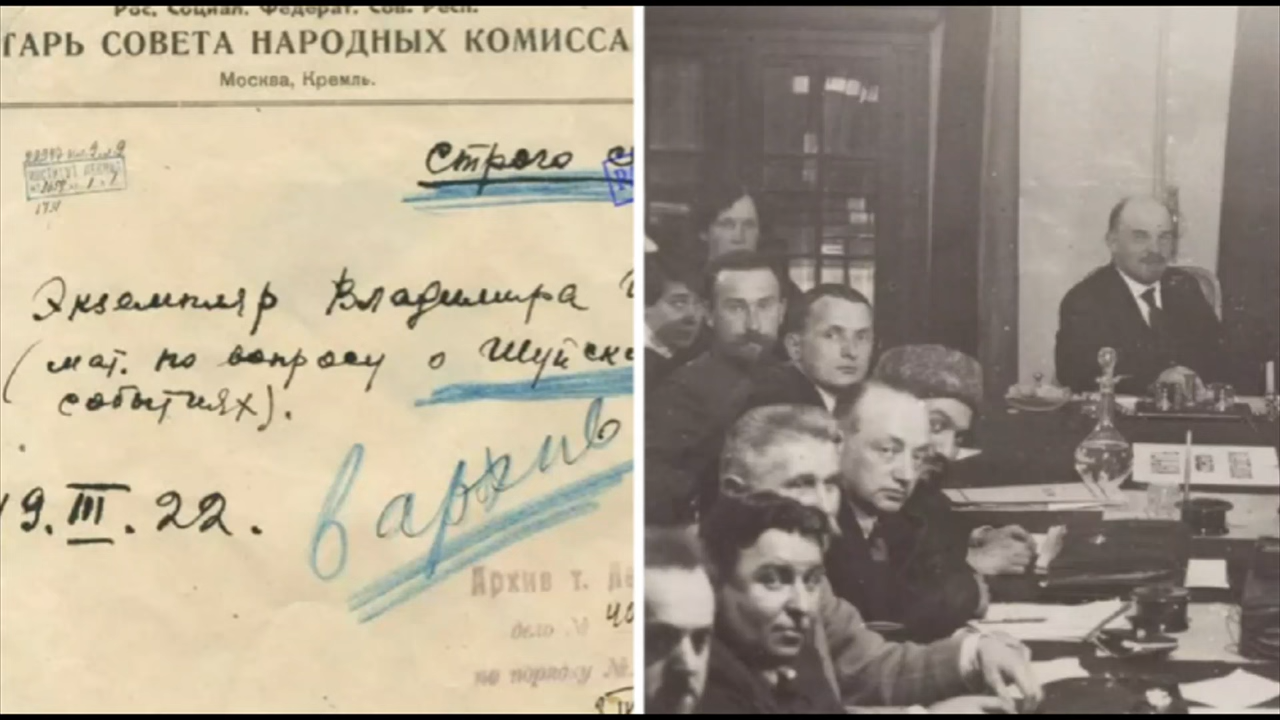 Рос. Социал. Федерат. Сов. Респ.
ТАРЬ СОВЕТА НАРОДНЫХ КОМИССА
Москва, Кремль.
Строго
Экземпляр Владимира
(мат. по вопросу о Шуйск
событиях).
19.III.22.
в архив
Архив т. Ле
дело №
по порядку №